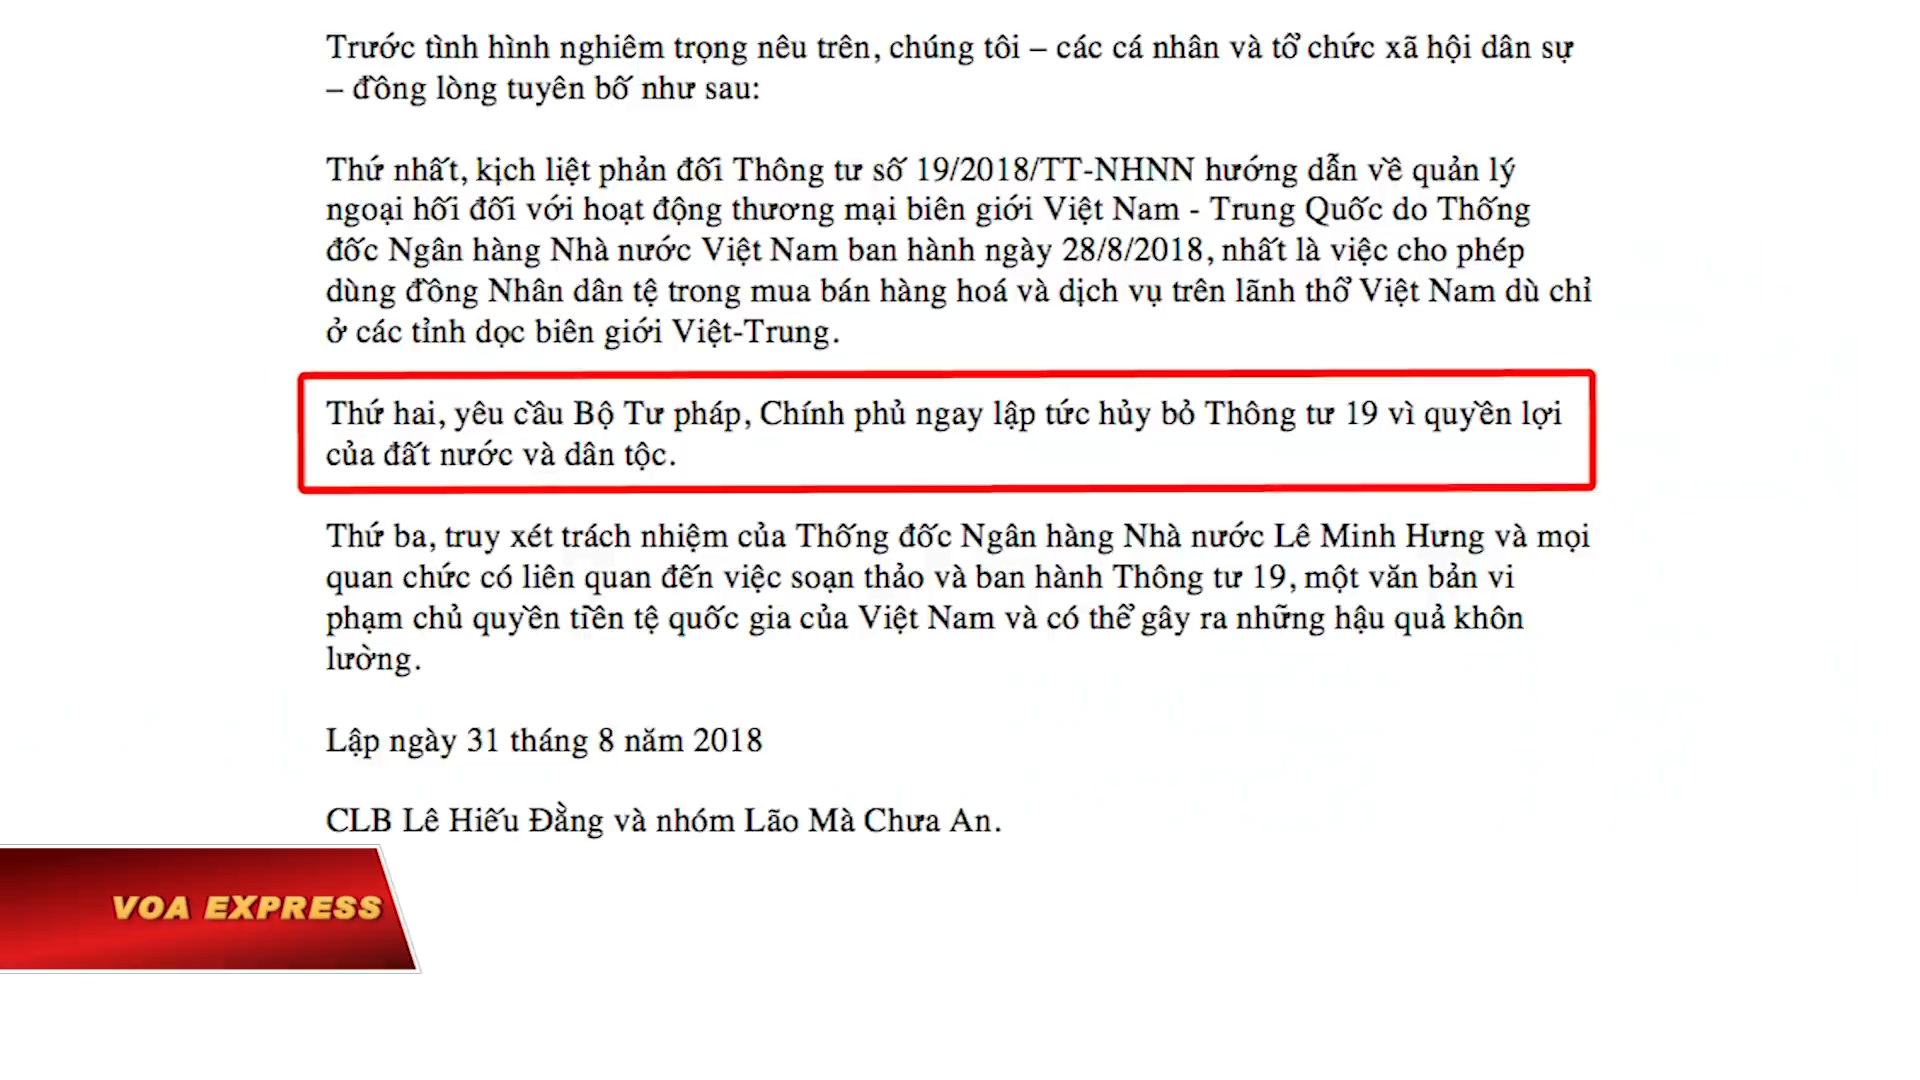 Trước tình hình nghiêm trọng nêu trên, chúng tôi – các cá nhân và tổ chức xã hội dân sự
– đồng lòng tuyên bố như sau:
Thứ nhất, kịch liệt phản đối Thông tư số 19/2018/TT-NHNN hướng dẫn về quản lý
ngoại hối đối với hoạt động thương mại biên giới Việt Nam - Trung Quốc do Thống
đốc Ngân hàng Nhà nước Việt Nam ban hành ngày 28/8/2018, nhất là việc cho phép
dùng đồng Nhân dân tệ trong mua bán hàng hoá và dịch vụ trên lãnh thổ Việt Nam dù chỉ
ở các tỉnh dọc biên giới Việt-Trung.
Thứ hai, yêu cầu Bộ Tư pháp, Chính phủ ngay lập tức hủy bỏ Thông tư 19 vì quyền lợi
của đất nước và dân tộc.
Thứ ba, truy xét trách nhiệm của Thống đốc Ngân hàng Nhà nước Lê Minh Hưng và mọi
quan chức có liên quan đến việc soạn thảo và ban hành Thông tư 19, một văn bản vi
phạm chủ quyền tiền tệ quốc gia của Việt Nam và có thể gây ra những hậu quả khôn
lường.
Lập ngày 31 tháng 8 năm 2018
CLB Lê Hiếu Đằng và nhóm Lão Mà Chưa An.
VOA EXPRESS